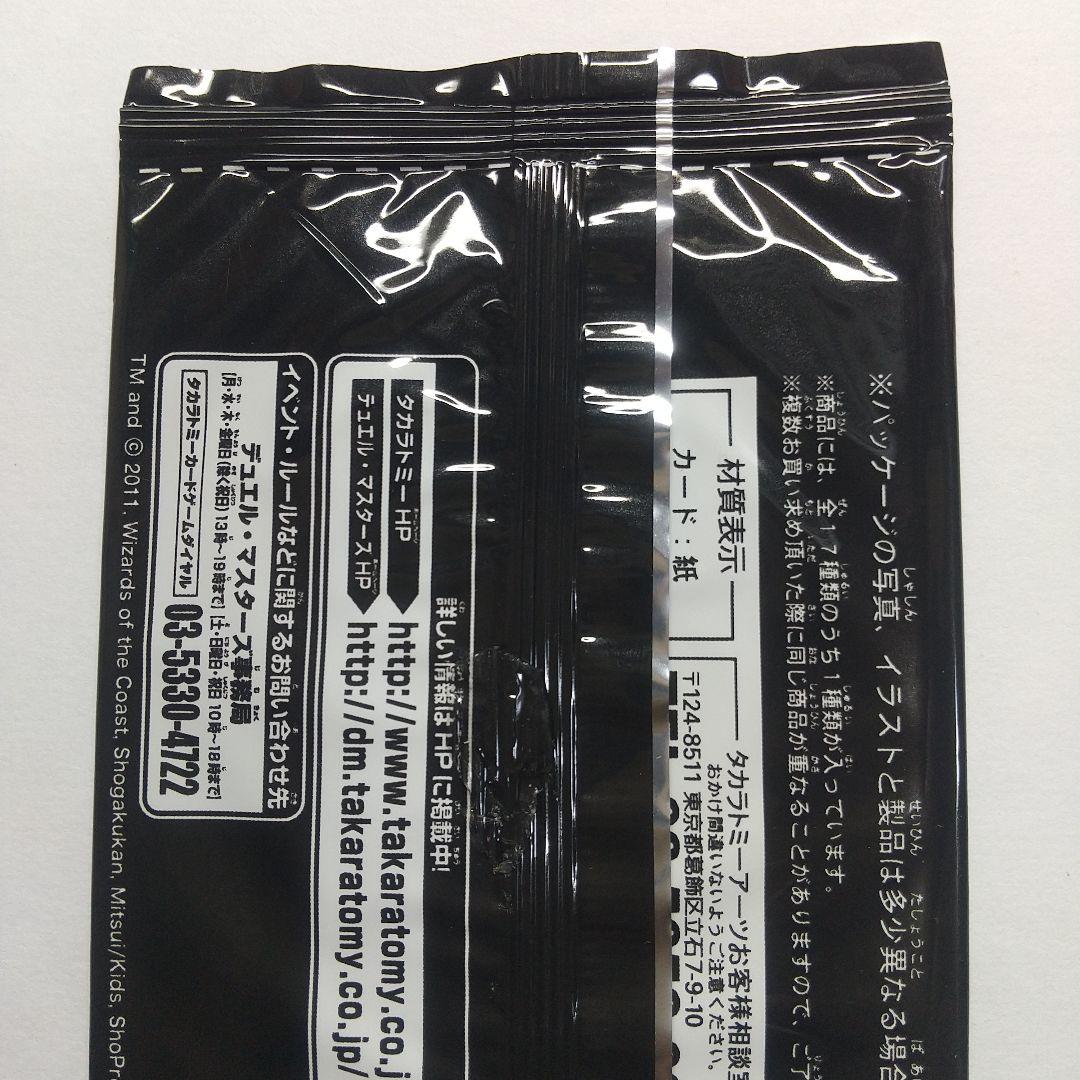 ※パッケージの写真、イラストと製品は多少異なる場合
※商品には、全17種類のうち1種類が入っています。
※複数お買い求め頂いた際に同じ商品が重なることがありますので、ご了
材質表示
カード：紙
タカラトミーアーツお客様相談室
おかけ間違いないようご注意ください。
〒124-8511 東京都葛飾区立石7-9-10
詳しい情報はHPに掲載中!
タカラトミーHP http://www.takaratomy.co.j
デュエル・マスターズHP http://dm.takaratomy.co.jp/
イベント・ルールなどに関するお問い合わせ先
デュエル・マスターズ事務局
[月・水・木・金曜日(除く祝日)13時~19時まで] [土・日曜日・祝日10時~18時まで]
タカラトミーカードゲームダイヤル 03-5330-4722
TM and © 2011, Wizards of the Coast, Shogakukan, Mitsui/Kids, ShoPr